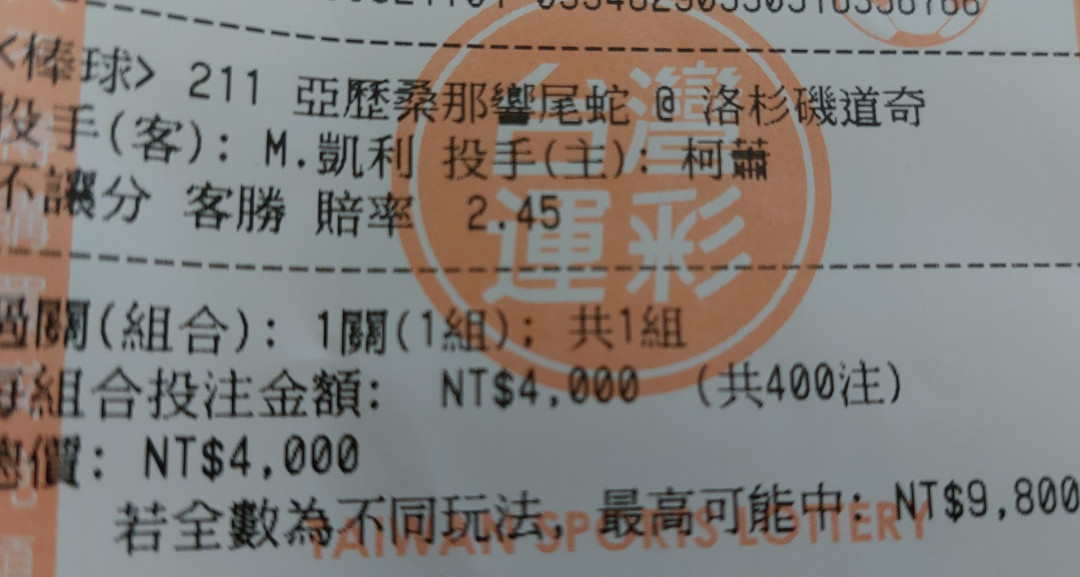 <棒球> 211 亞歷桑那響尾蛇 @ 洛杉磯道奇
投手(客): M.凱利 投手(主): 柯蕭
不讓分 客勝 賠率 2.45
過關(組合): 1關(1組); 共1組
每組合投注金額: NT$4,000 (共400注)
總價: NT$4,000
若全數為不同玩法, 最高可能中: NT$9,800
台灣
運彩
TAIWAN SPORTS LOTTERY